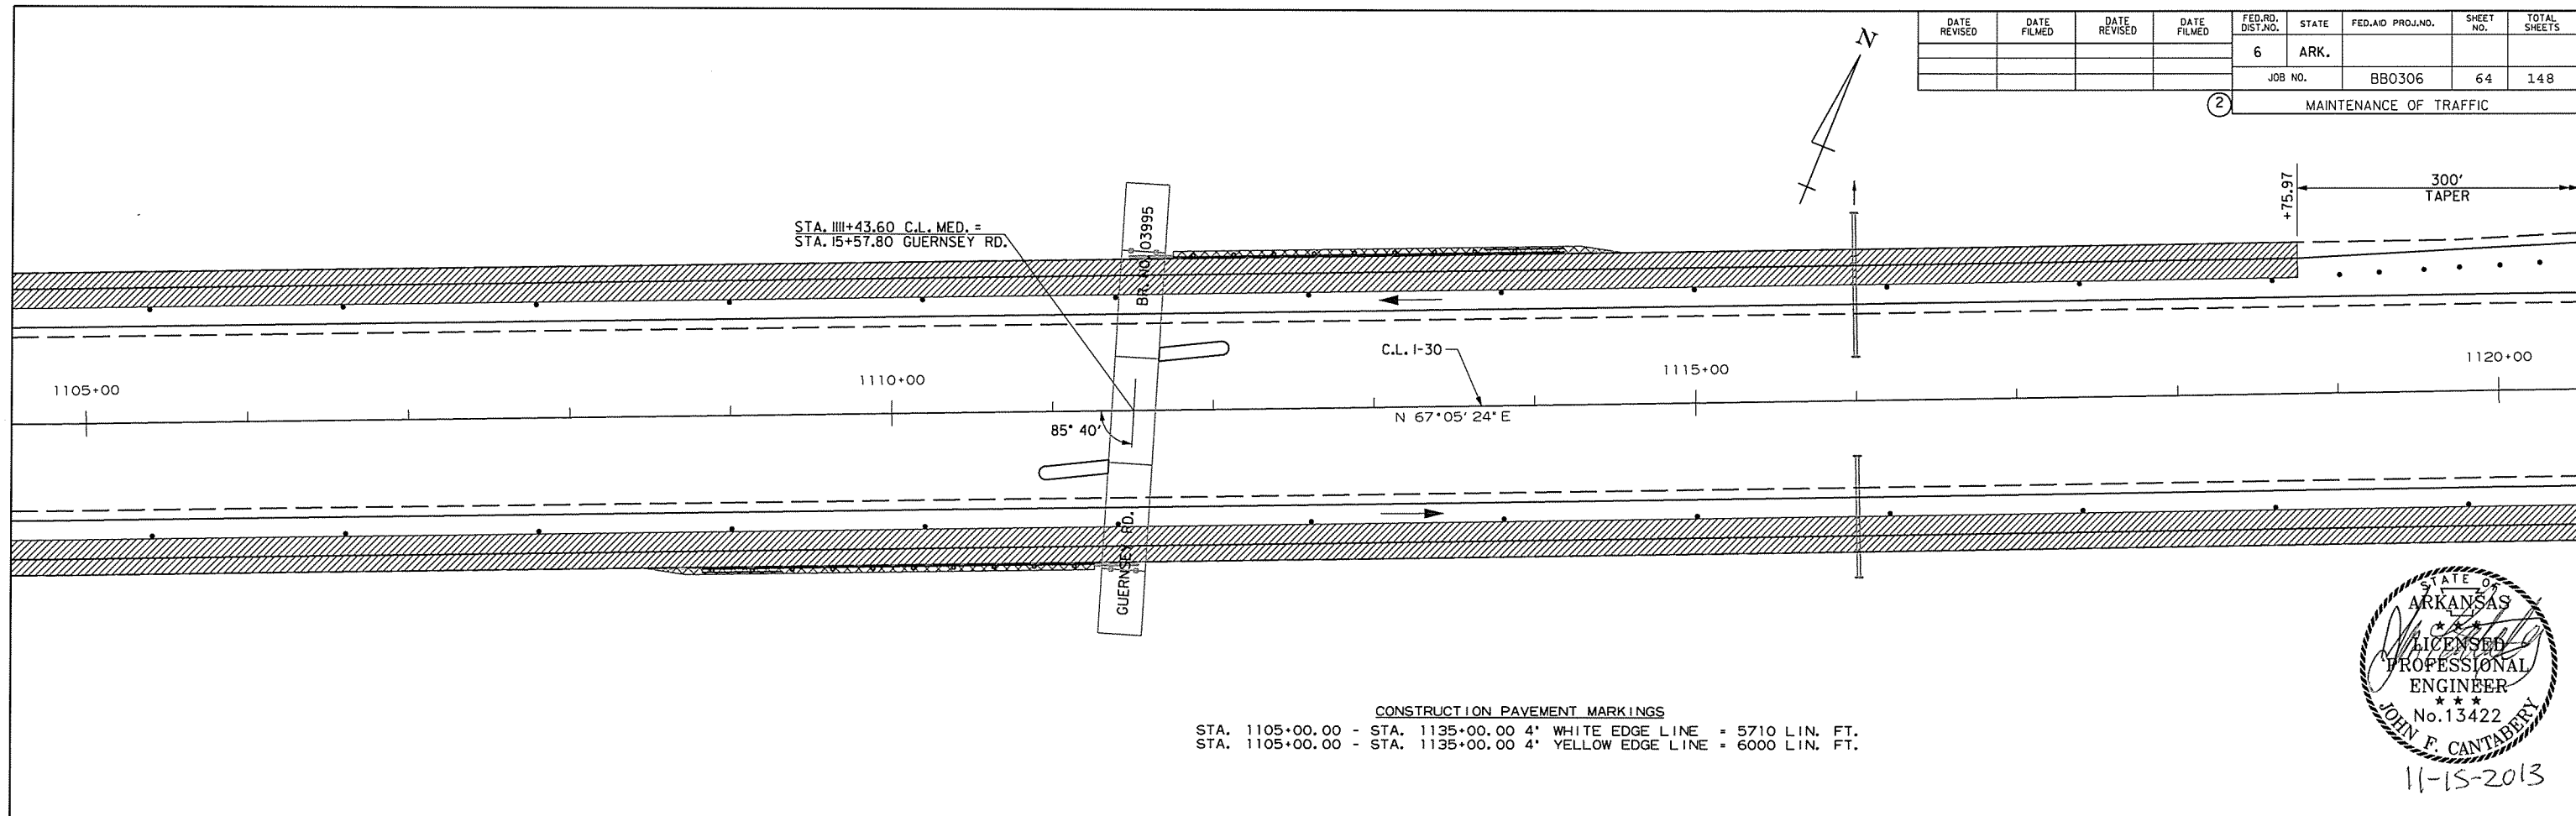 DATE REVISED DATE FILMED DATE REVISED DATE FILMED FED.RD. DIST.NO. STATE FED.AID PROJ.NO. SHEET NO. TOTAL SHEETS
6 ARK.
JOB NO. BB0306 64 148
2 MAINTENANCE OF TRAFFIC
N
+75.97
300'
TAPER
STA. 1111+43.60 C.L. MED. =
STA. 15+57.80 GUERNSEY RD.
BR. NO. 03995
C.L. I-30
1105+00
1110+00
1115+00
1120+00
N 67°05'24" E
85° 40'
GUERNSEY RD.
CONSTRUCTION PAVEMENT MARKINGS
STA. 1105+00.00 - STA. 1135+00.00 4" WHITE EDGE LINE = 5710 LIN. FT.
STA. 1105+00.00 - STA. 1135+00.00 4" YELLOW EDGE LINE = 6000 LIN. FT.
STATE OF
ARKANSAS
★ ★ ★
LICENSED
PROFESSIONAL
ENGINEER
★ ★ ★
No.13422
JOHN F. CANTABERY
11-15-2013